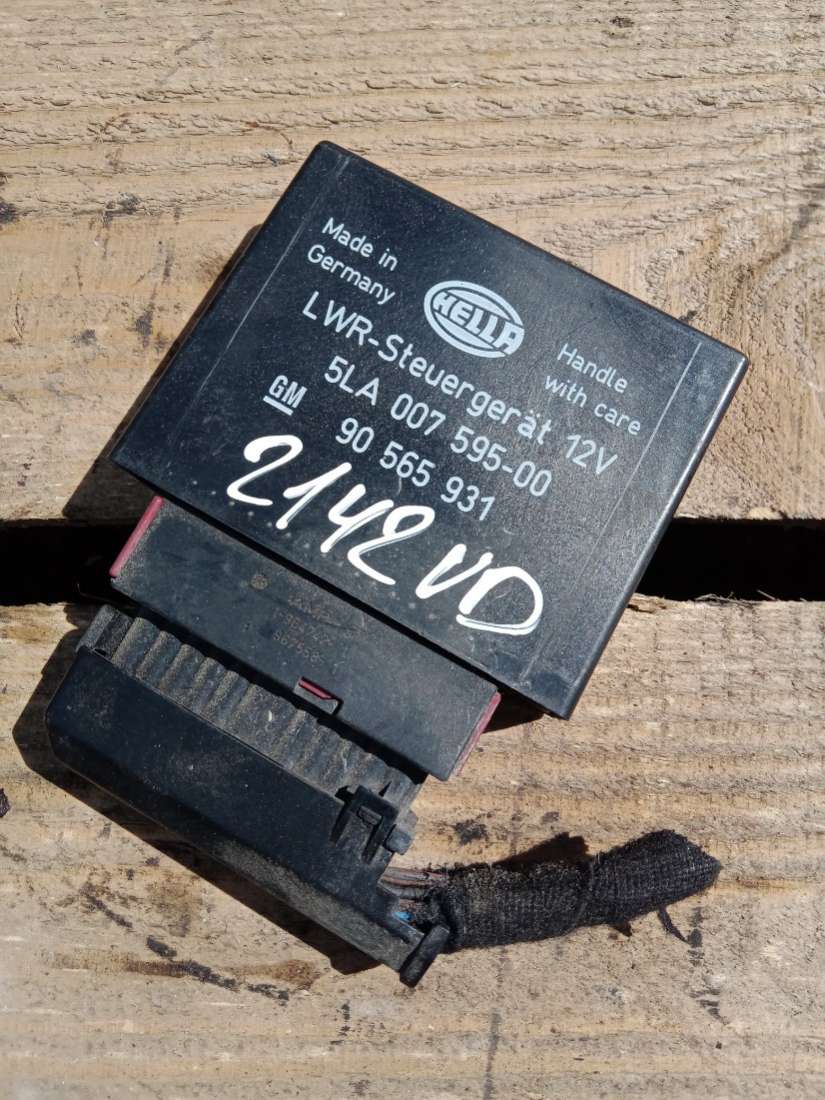 Made in
Germany
HELLA
Handle
with care
LWR-Steuergerät 12V
5LA 007 595-00
GM
90 565 931
2142VD